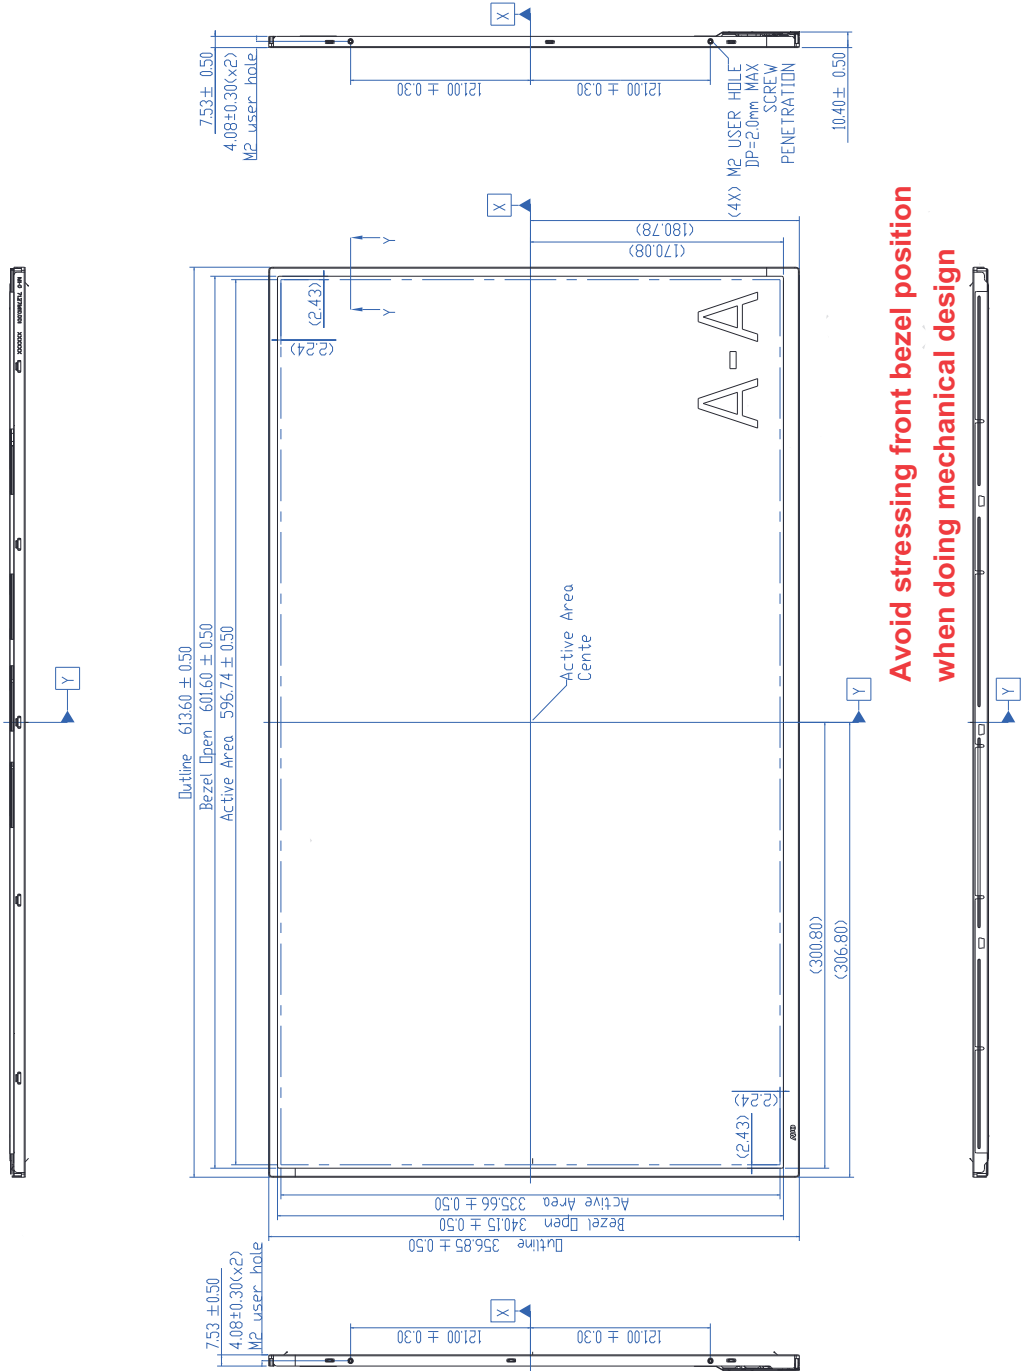 X
7.53± 0.50
4.08±0.30(x2)
M2 user hole
121.00 ± 0.30
121.00 ± 0.30
(4X) M2 USER HOLE
DP=2.0mm MAX
SCREW
PENETRATION
10.40± 0.50
X
(180.78)
(170.08)
Y
Y
(2.43)
(2.24)
A-A
Avoid stressing front bezel position
when doing mechanical design
Active Area
Cente
Outline 613.60 ± 0.50
Bezel Open 601.60 ± 0.50
Active Area 596.74 ± 0.50
Y
Y
Y
(300.80)
(306.80)
(2.24)
(2.43)
AUO
Active Area 335.66 ± 0.50
Bezel Open 340.15 ± 0.50
Outline 356.85 ± 0.50
7.53 ±0.50
4.08±0.30(x2)
M2 user hole
X
121.00 ± 0.30
121.00 ± 0.30